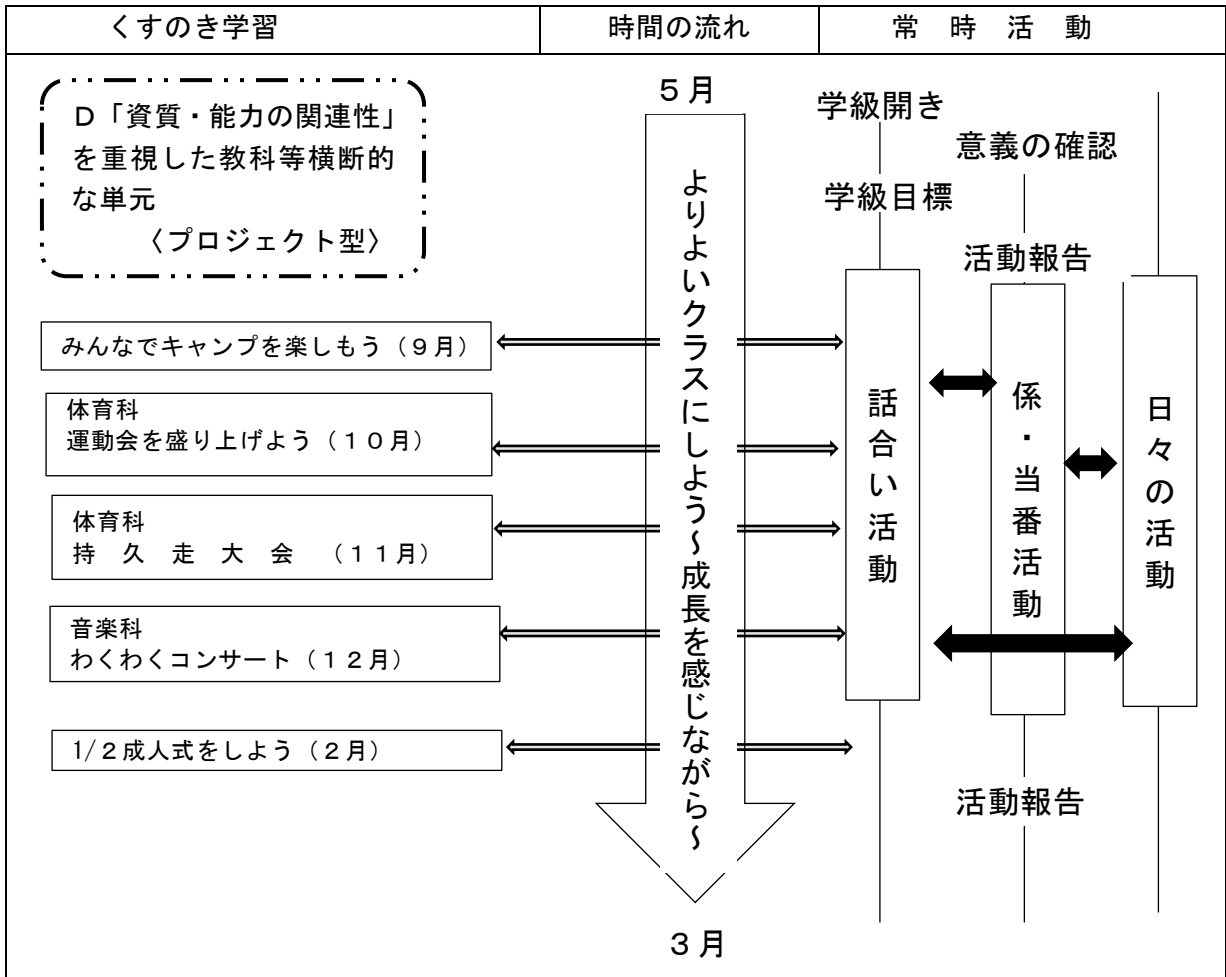 くすのき学習
時間の流れ
常　時　活　動
D「資質・能力の関連性」
を重視した教科等横断的
な単元
〈プロジェクト型〉
みんなでキャンプを楽しもう（９月）
体育科
運動会を盛り上げよう（１０月）
体育科
持　久　走　大　会　（１１月）
音楽科
わくわくコンサート（１２月）
1/２成人式をしよう（２月）
５月
よりよいクラスにしよう～成長を感じながら～
３月
学級開き
学級目標
話合い活動
意義の確認
活動報告
係・当番活動
活動報告
日々の活動